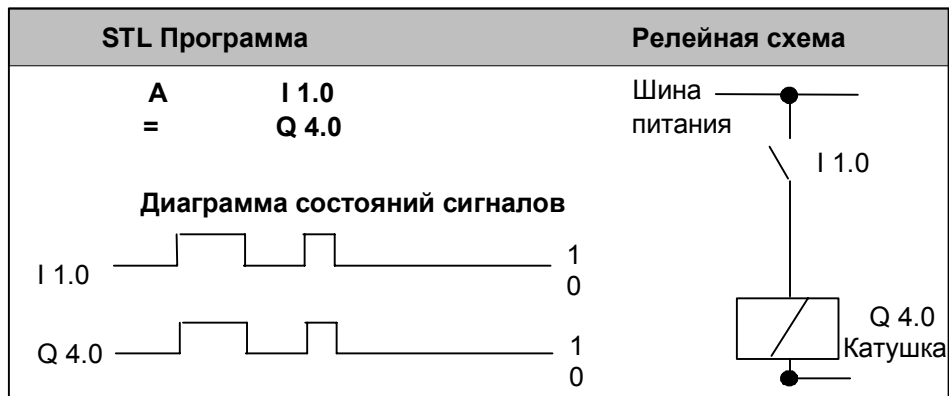 STL Программа
Релейная схема
A I 1.0
= Q 4.0
Диаграмма состояний сигналов
I 1.0
1
0
Q 4.0
1
0
Шина
питания
I 1.0
Q 4.0
Катушка